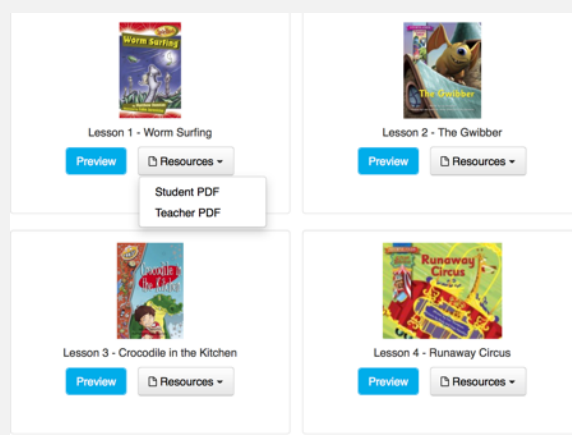 Worm Surfing
The Gwibber
Lesson 1 - Worm Surfing
Lesson 2 - The Gwibber
Preview
Resources
Preview
Resources
Student PDF
Teacher PDF
Crocodile in
the Kitchen
Runaway
Circus
Lesson 3 - Crocodile in the Kitchen
Lesson 4 - Runaway Circus
Preview
Resources
Preview
Resources